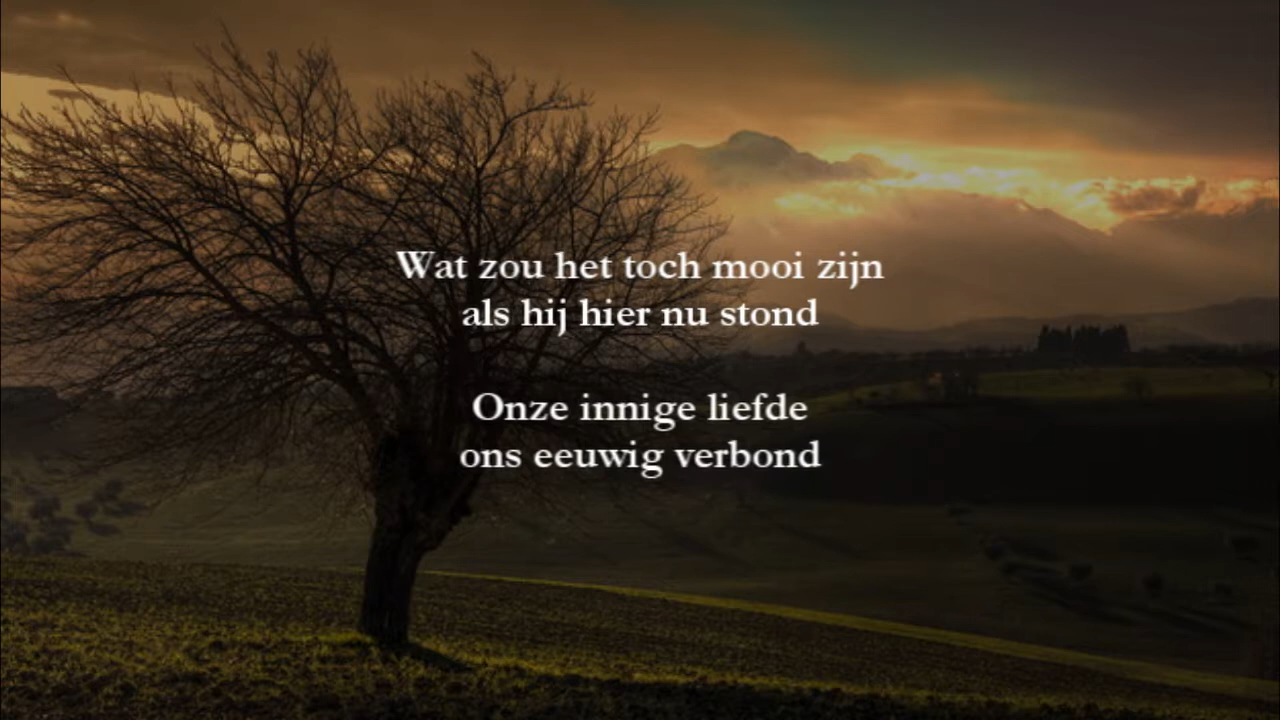 Wat zou het toch mooi zijn
als hij hier nu stond
Onze innige liefde
ons eeuwig verbond